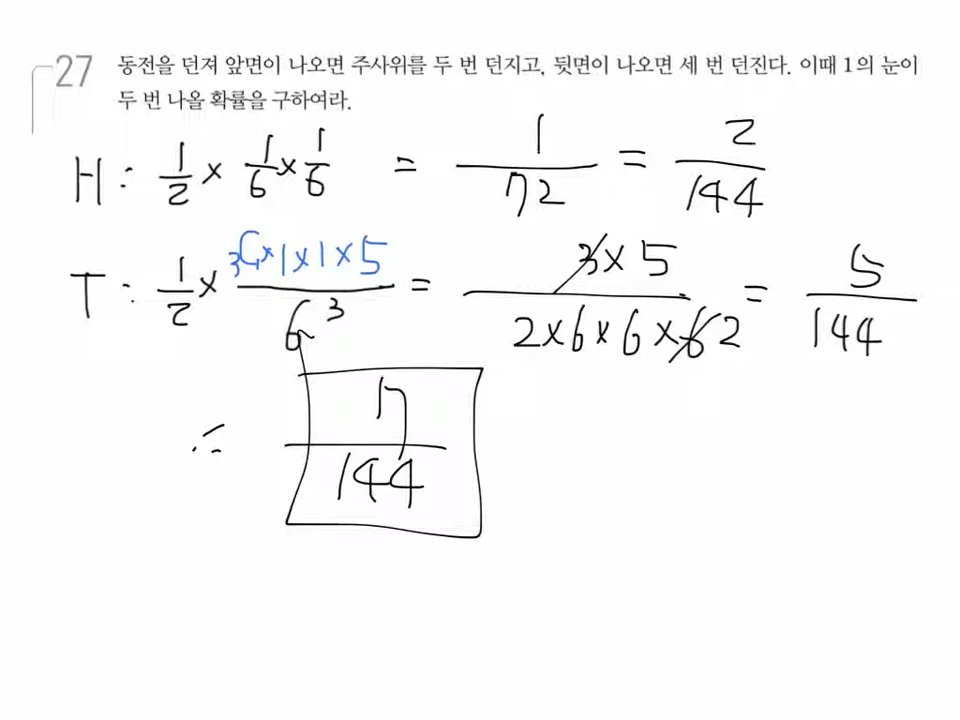 27 동전을 던져 앞면이 나오면 주사위를 두 번 던지고, 뒷면이 나오면 세 번 던진다. 이때 1의 눈이
두 번 나올 확률을 구하여라.
H : 1/2 × 1/6 × 1/6 = 1/72 = 2/144
T : 1/2 × (3C2 × 1 × 1 × 5)/6³ = (3 × 5)/(2 × 6 × 6 × 6 2) = 5/144
∴ 7/144